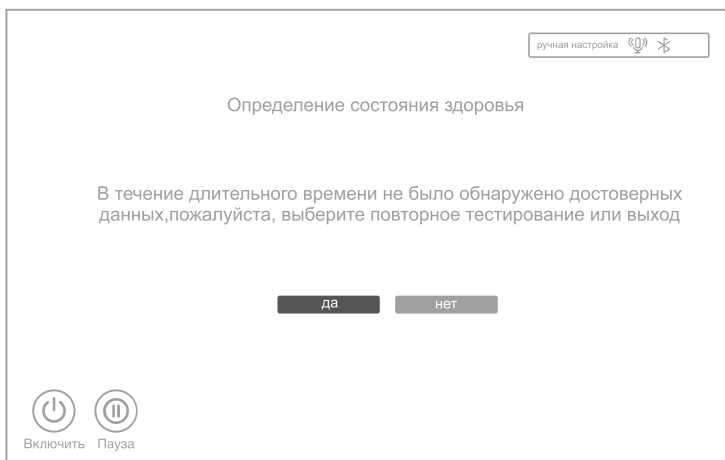 ручная настройка
Определение состояния здоровья
В течение длительного времени не было обнаружено достоверных
данных,пожалуйста, выберите повторное тестирование или выход
да нет
Включить Пауза